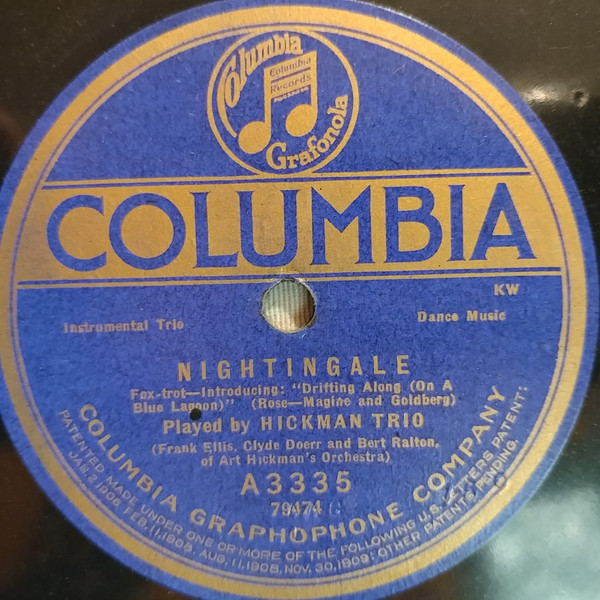 Columbia
Columbia
Records
Grafonola
COLUMBIA
KW
Instrumental Trio
Dance Music
NIGHTINGALE
Fox-trot—Introducing: "Drifting Along (On A
Blue Lagoon)" (Rose—Magine and Goldberg)
Played by HICKMAN TRIO
(Frank Ellis, Clyde Doerr and Bert Ralton,
of Art Hickman's Orchestra)
A3335
79474
COLUMBIA GRAPHOPHONE COMPANY
PATENTED, MADE UNDER ONE OR MORE OF THE FOLLOWING U.S. LETTERS PATENT:
JAN. 2, 1906, FEB. 11, 1908, AUG. 11, 1908, NOV. 30, 1909; OTHER PATENTS PENDING.